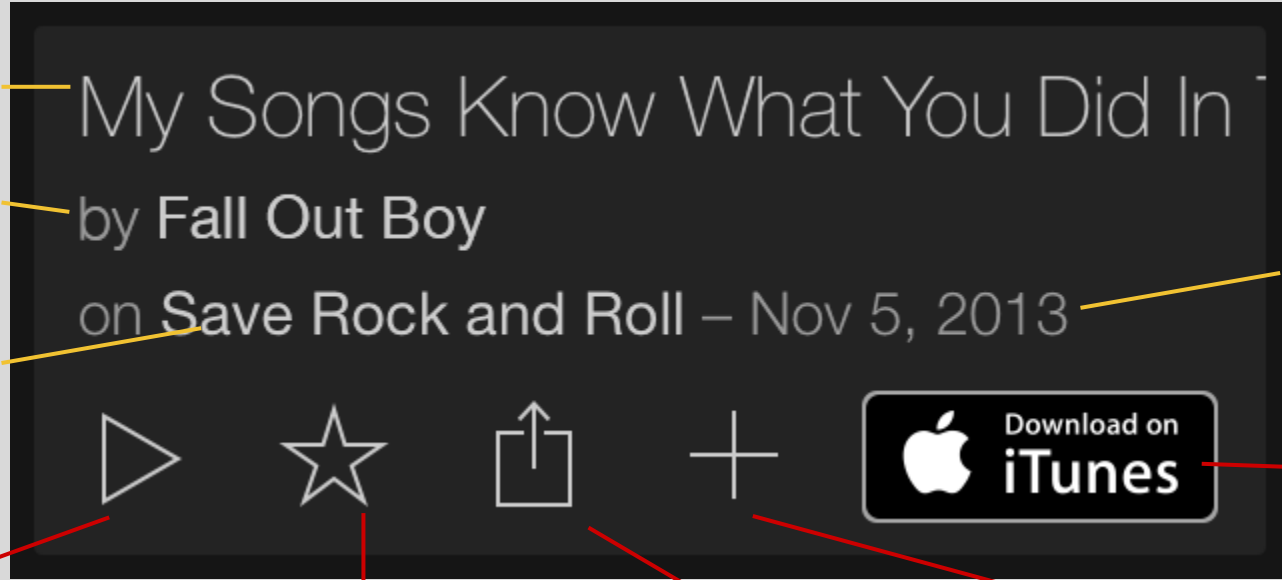 My Songs Know What You Did In
by Fall Out Boy
on Save Rock and Roll – Nov 5, 2013
Download on
iTunes